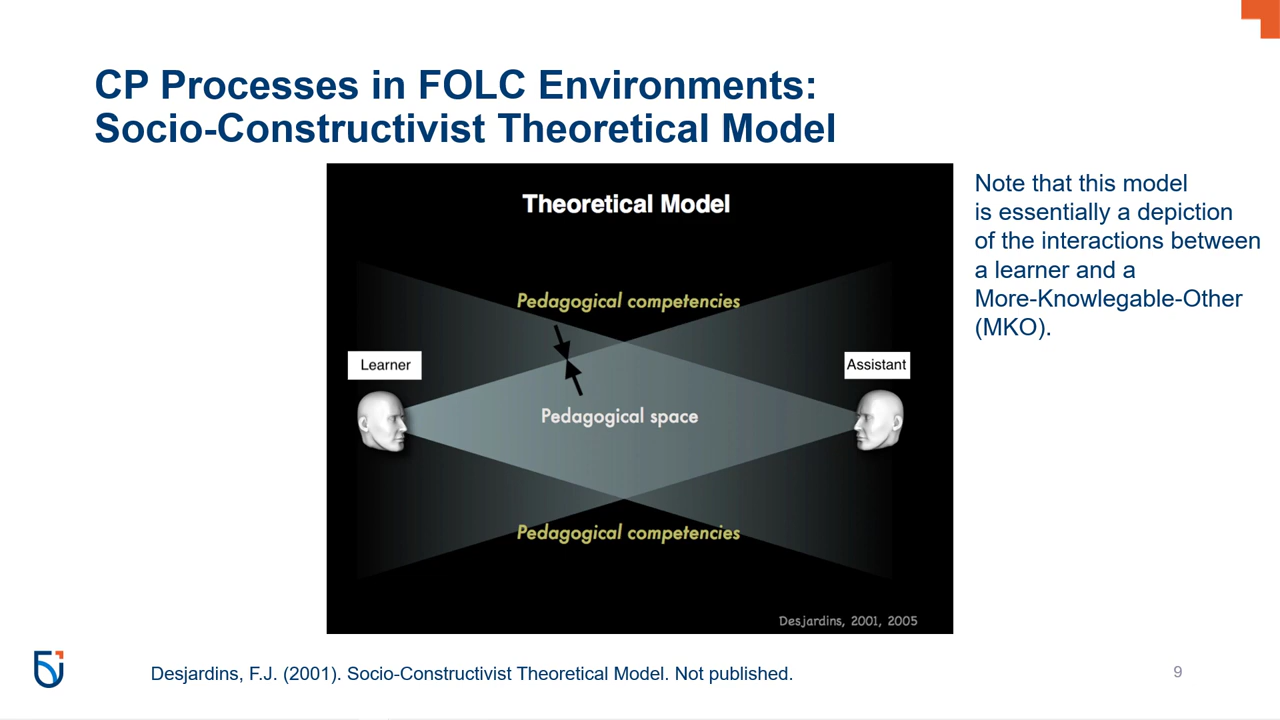 CP Processes in FOLC Environments:
Socio-Constructivist Theoretical Model
Theoretical Model
Pedagogical competencies
Learner
Assistant
Pedagogical space
Pedagogical competencies
Desjardins, 2001, 2005
Note that this model
is essentially a depiction
of the interactions between
a learner and a
More-Knowlegable-Other
(MKO).
Desjardins, F.J. (2001). Socio-Constructivist Theoretical Model. Not published.
9